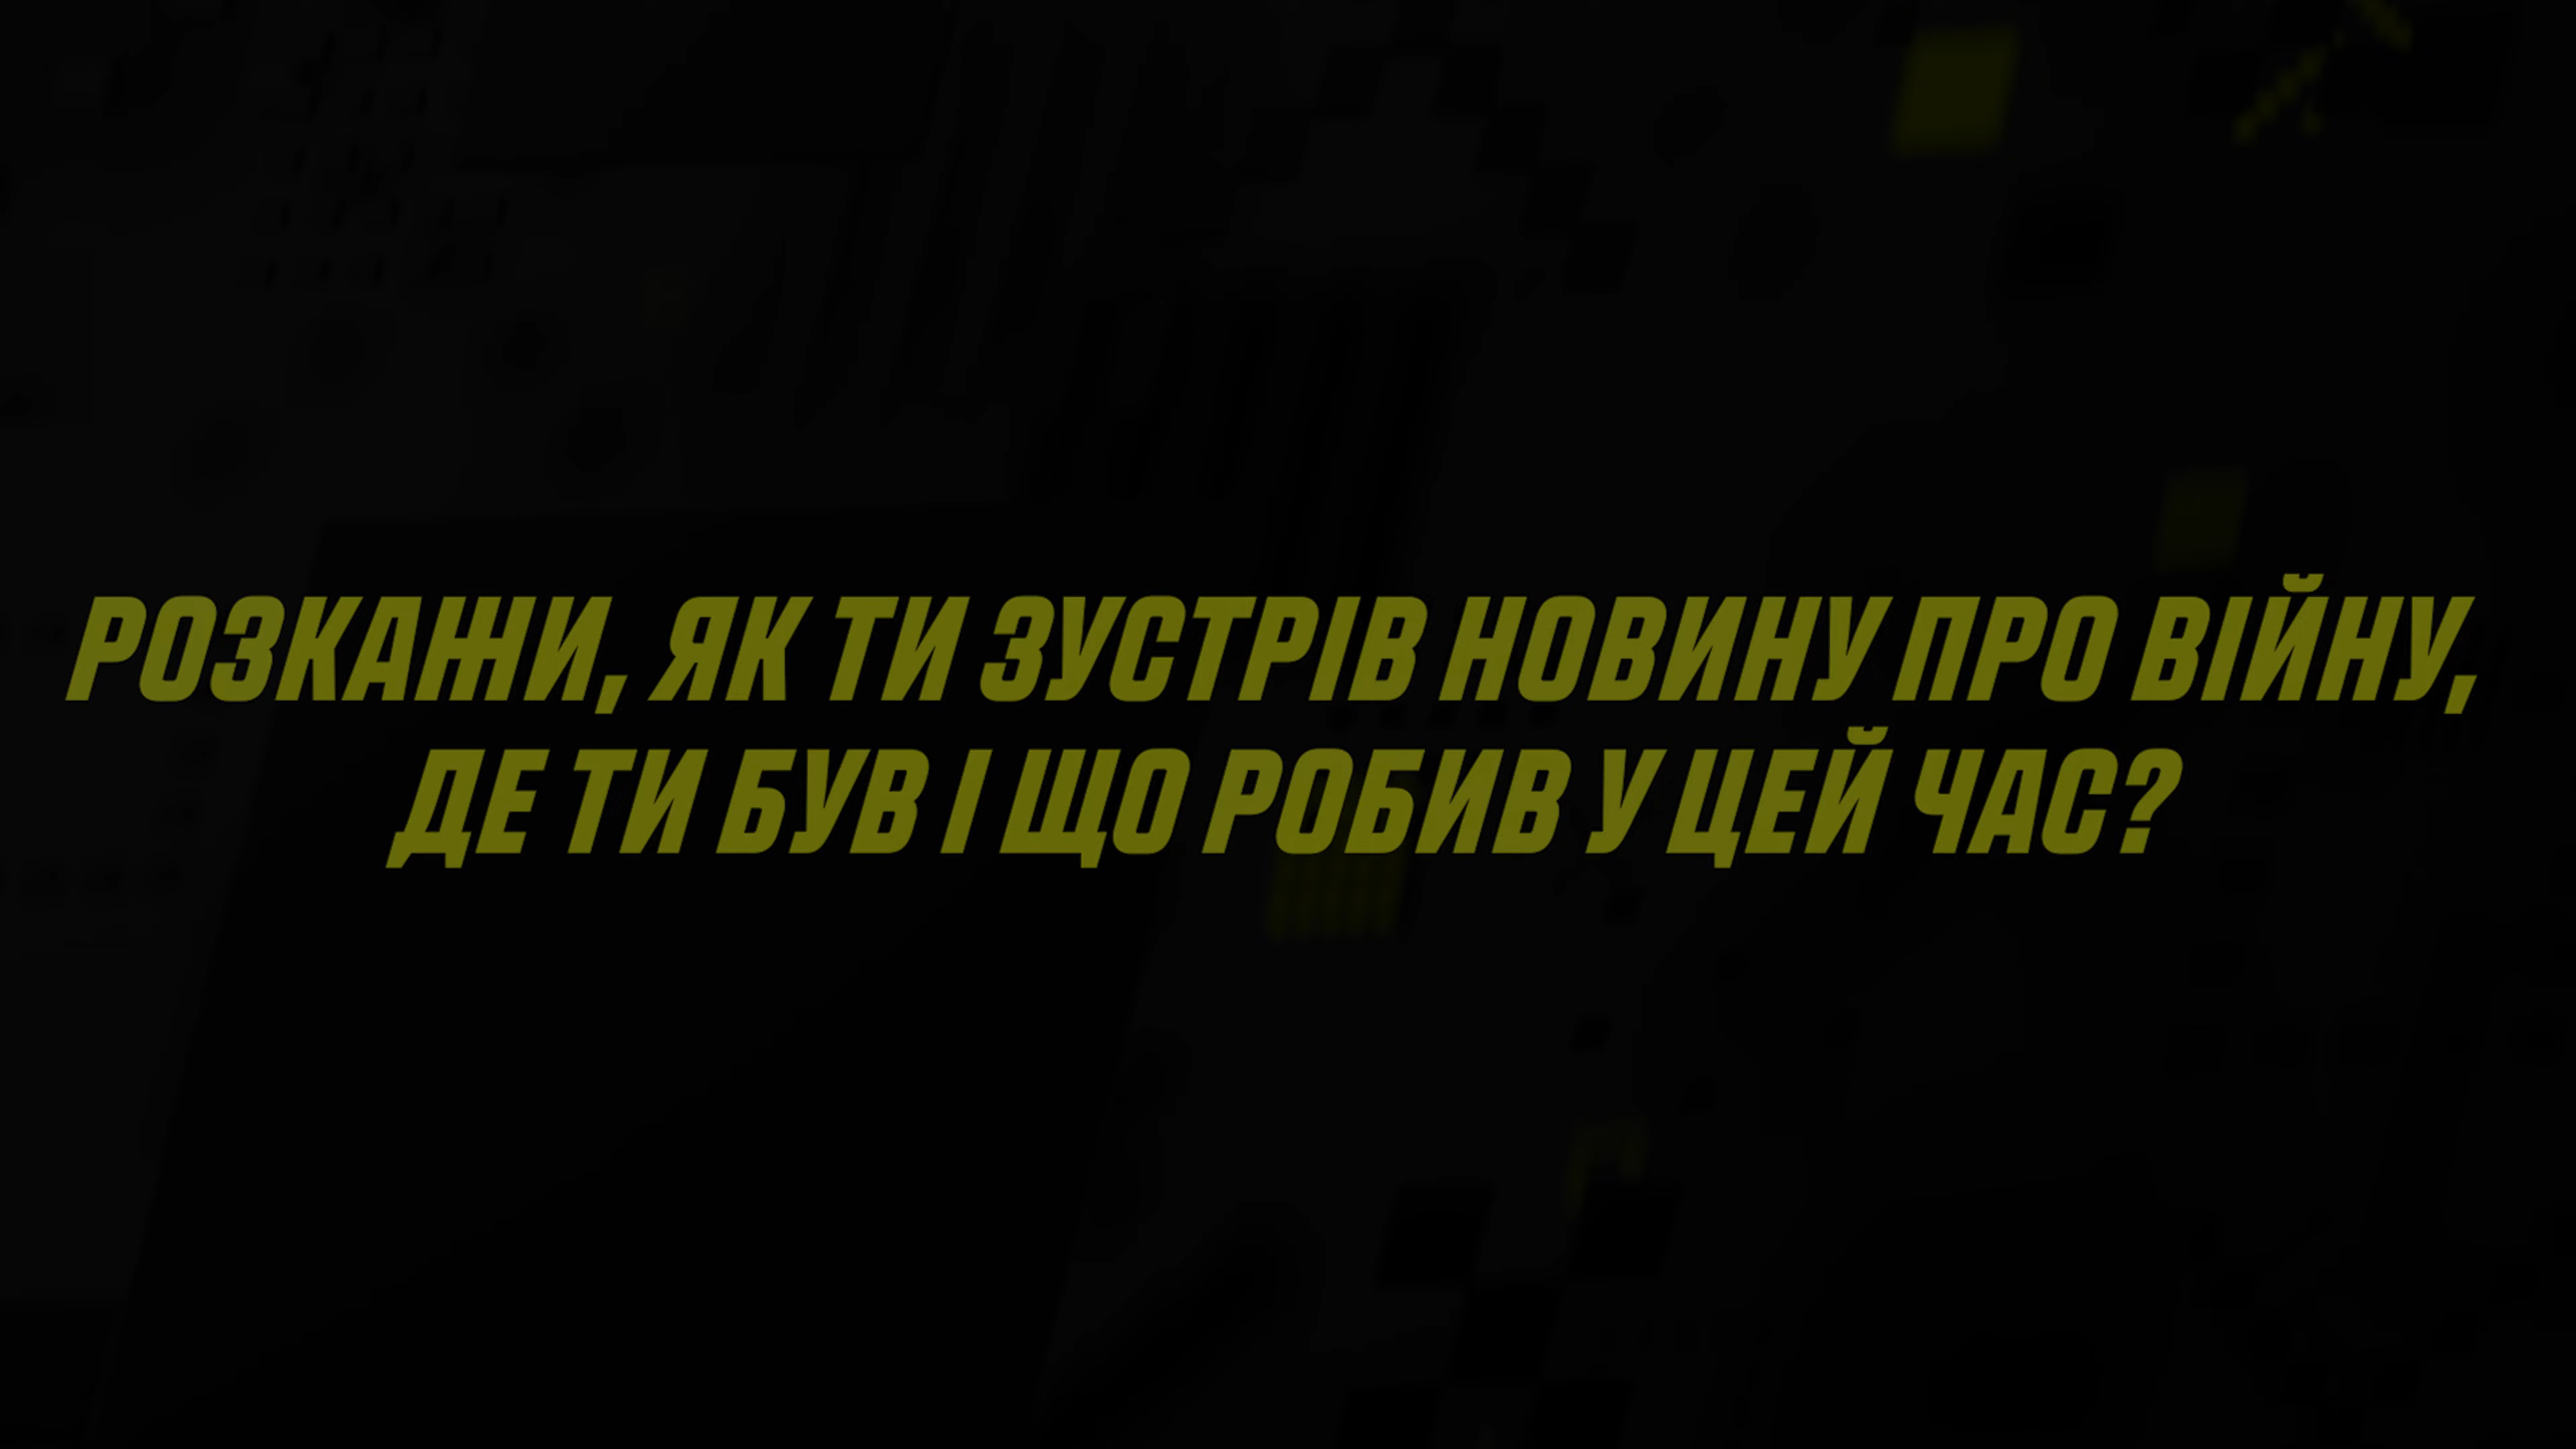 РОЗКАЖИ, ЯК ТИ ЗУСТРІВ НОВИНУ ПРО ВІЙНУ,
ДЕ ТИ БУВ І ЩО РОБИВ У ЦЕЙ ЧАС?